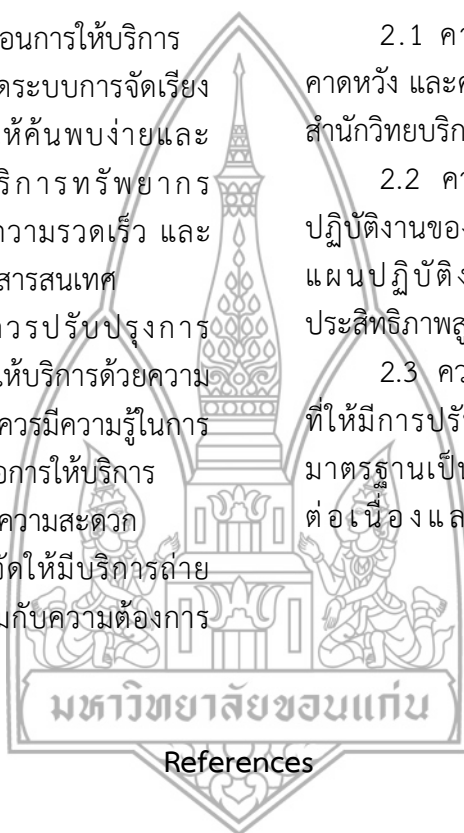 อนการให้บริการ
ดระบบการจัดเรียง
ห้ค้นพบง่ายและ
ริการทรัพยากร
ความรวดเร็ว และ
สารสนเทศ
ควรปรับปรุงการ
ให้บริการด้วยความ
ควรมีความรู้ในการ
อการให้บริการ
ความสะดวก
จัดให้มีบริการถ่าย
มกับความต้องการ
2.1 คา
คาดหวัง และค
สำนักวิทยบริก
2.2 คา
ปฏิบัติงานของ
แผนปฏิบัติง
ประสิทธิภาพสู
2.3 คว
ที่ให้มีการปรั
มาตรฐานเป็น
ต่อเนื่องแล
มหาวิทยาลัยขอนแก่น
References